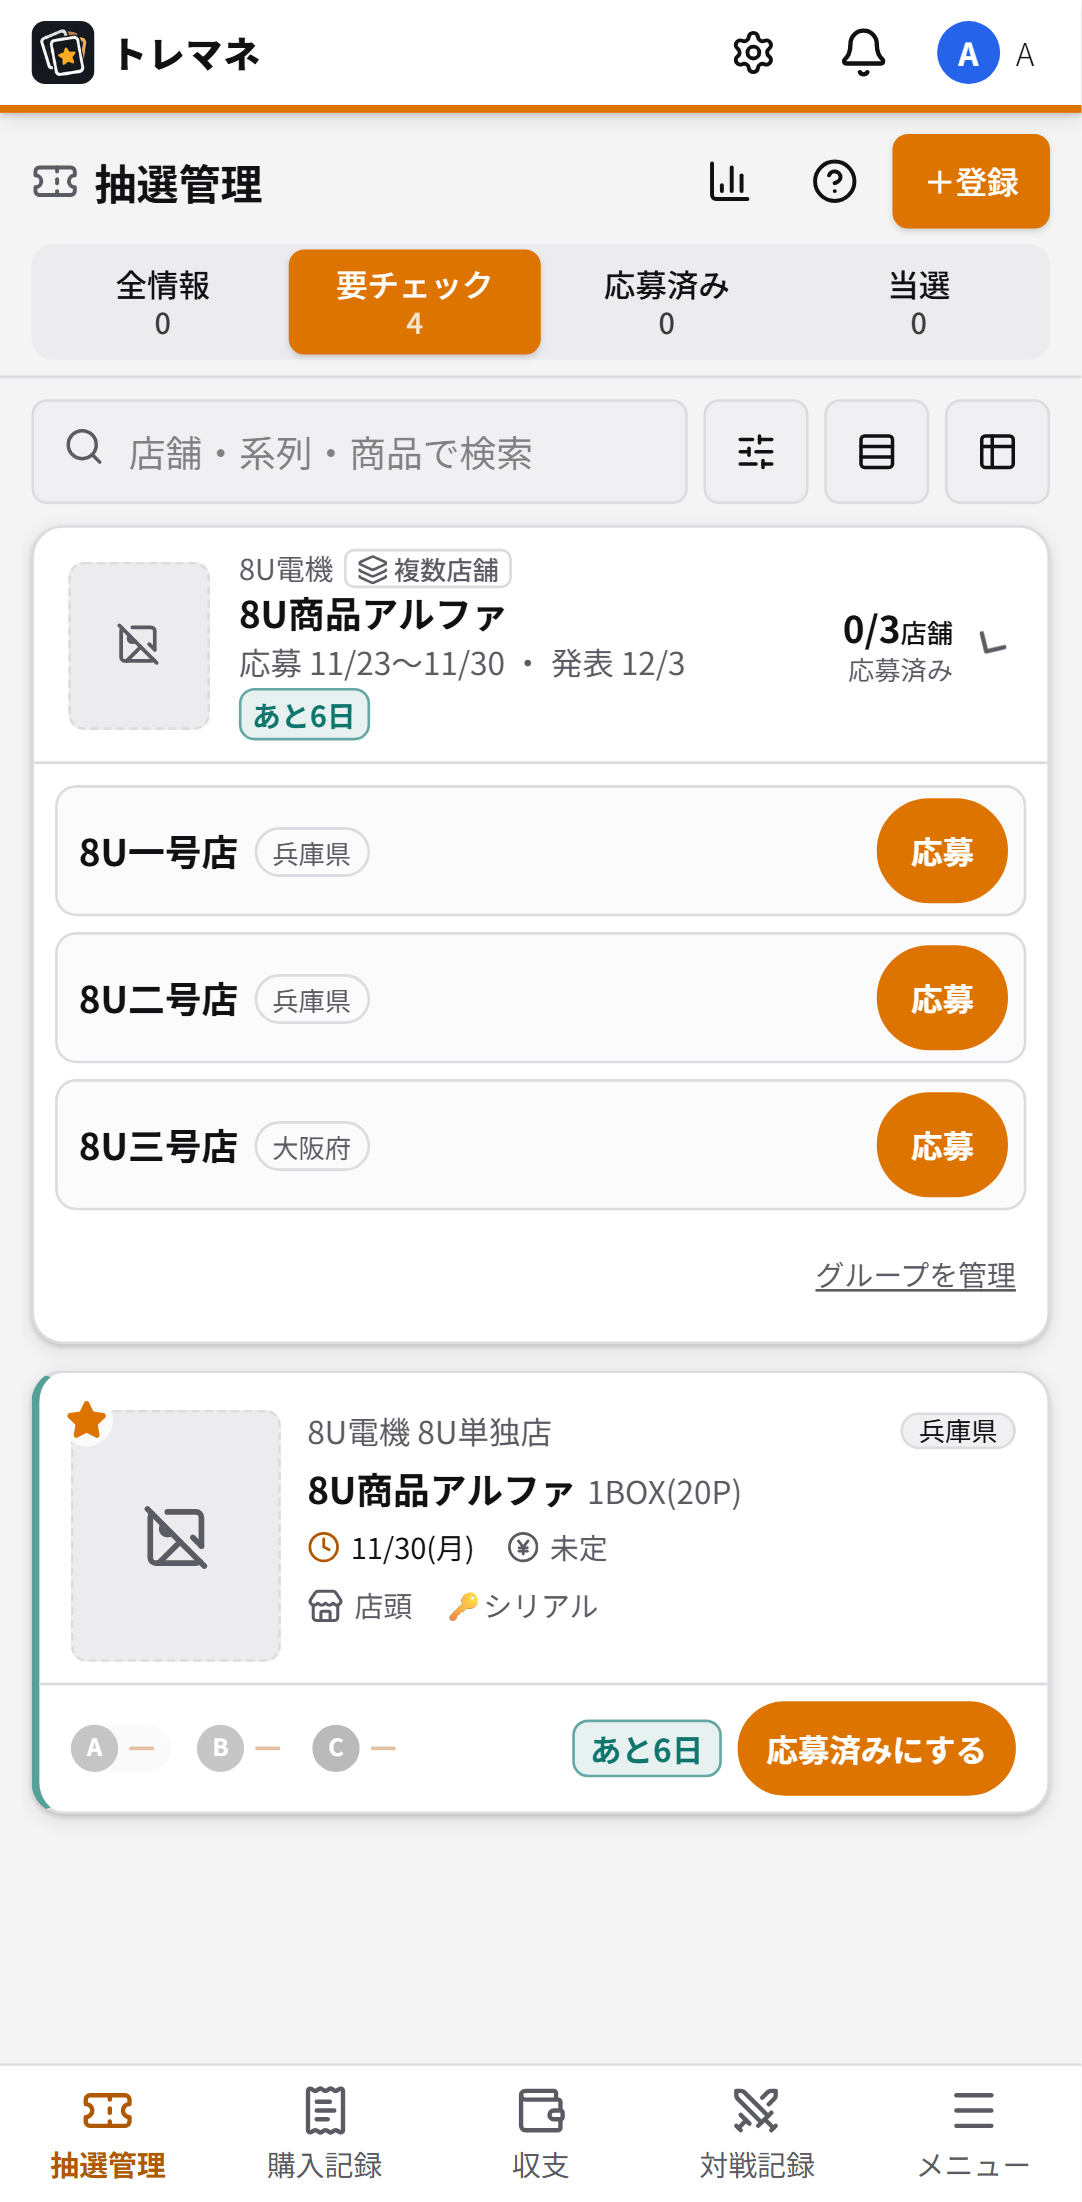 トレマネ
A A
抽選管理
＋登録
全情報 要チェック 応募済み 当選
0 4 0 0
店舗・系列・商品で検索
8U電機 複数店舗
8U商品アルファ
応募 11/23〜11/30 ・ 発表 12/3
あと6日
0/3店舗
応募済み
8U一号店 兵庫県 応募
8U二号店 兵庫県 応募
8U三号店 大阪府 応募
グループを管理
8U電機 8U単独店 兵庫県
8U商品アルファ 1BOX(20P)
11/30(月) 未定
店頭 シリアル
A B C あと6日 応募済みにする
抽選管理 購入記録 収支 対戦記録 メニュー